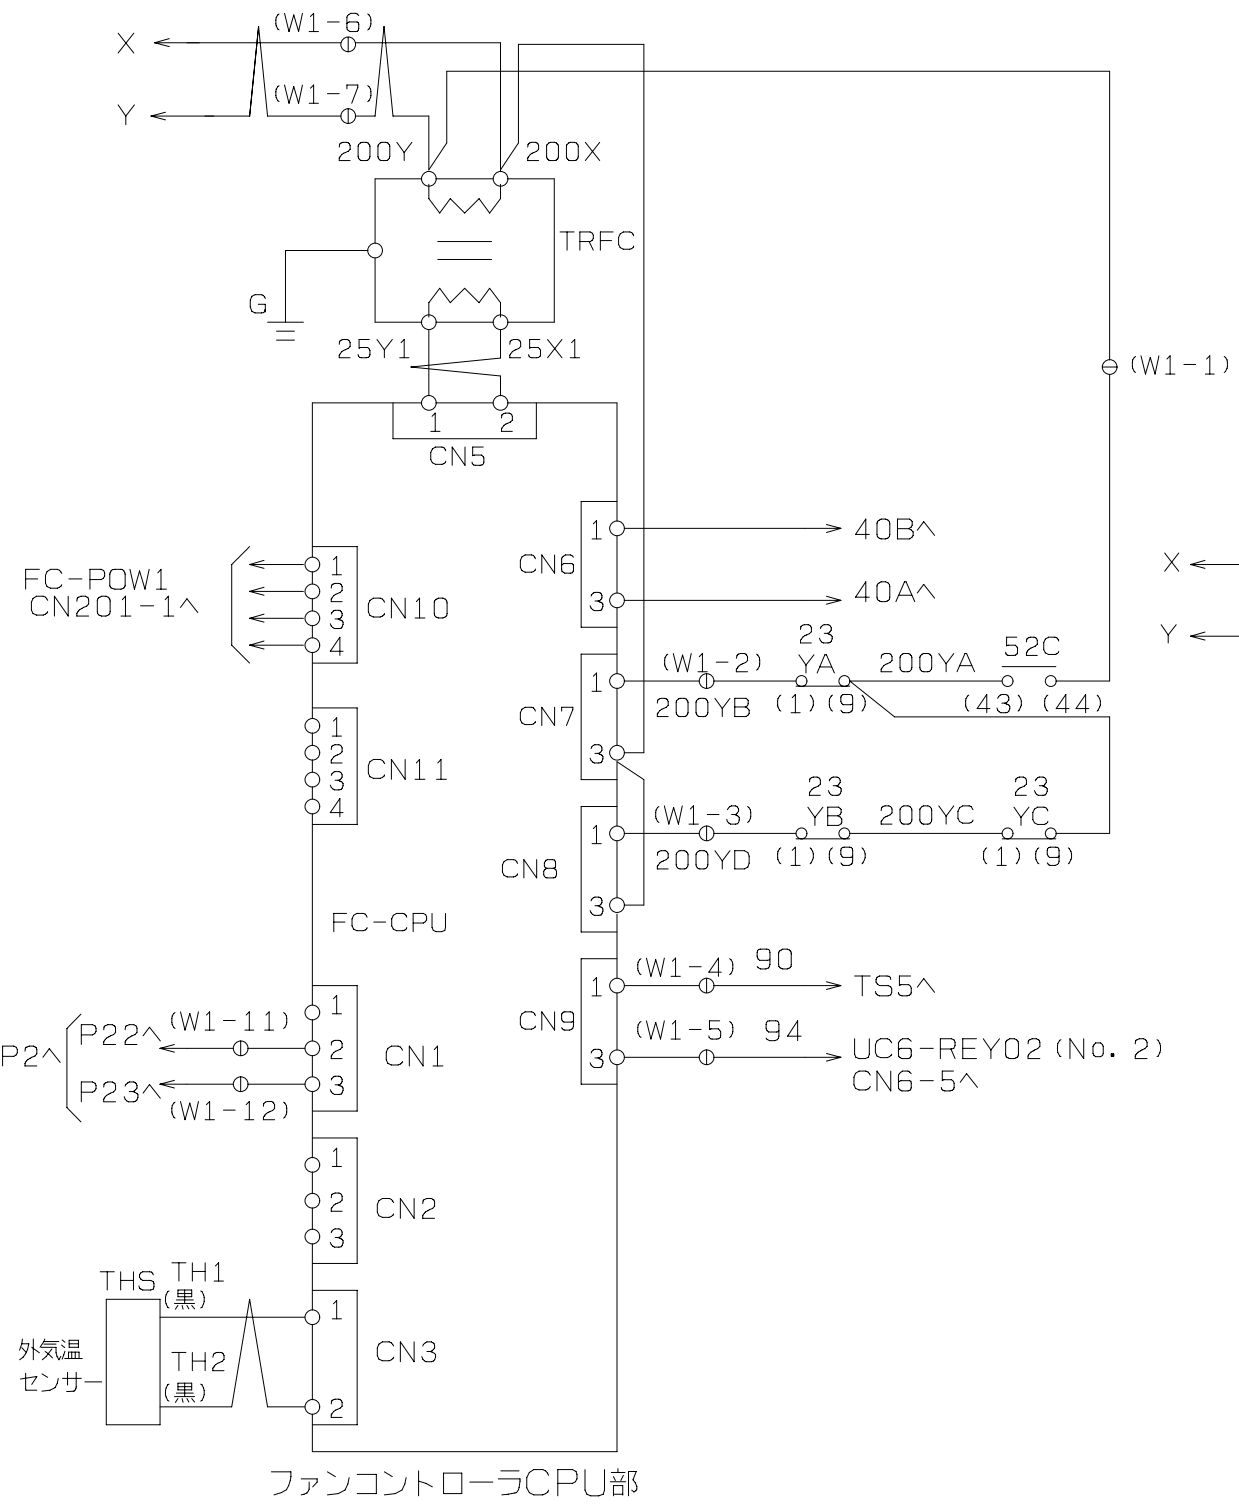 (W1-6)
X
(W1-7)
Y
200Y
200X
TRFC
G
25Y1
25X1
(W1-1)
1
2
CN5
1
40Bへ
CN6
X
FC-POW1
CN201-1へ
1
2
3
4
CN10
3
40Aへ
23
YA
Y
52C
(W1-2)
200YA
1
200YB
(1)(9)
(43)
(44)
CN7
1
2
3
4
CN11
3
23
YB
23
YC
(W1-3)
200YC
1
200YD
(1)(9)
(1)(9)
CN8
3
FC-CPU
(W1-4)
90
1
TS5へ
CN9
(W1-5)
94
3
UC6-REY02(No. 2)
CN6-5へ
P2へ
P22へ
(W1-11)
P23へ
(W1-12)
1
2
3
CN1
1
2
3
CN2
THS
TH1
(黒)
1
外気温
センサー
TH2
(黒)
CN3
2
ファンコントローラCPU部